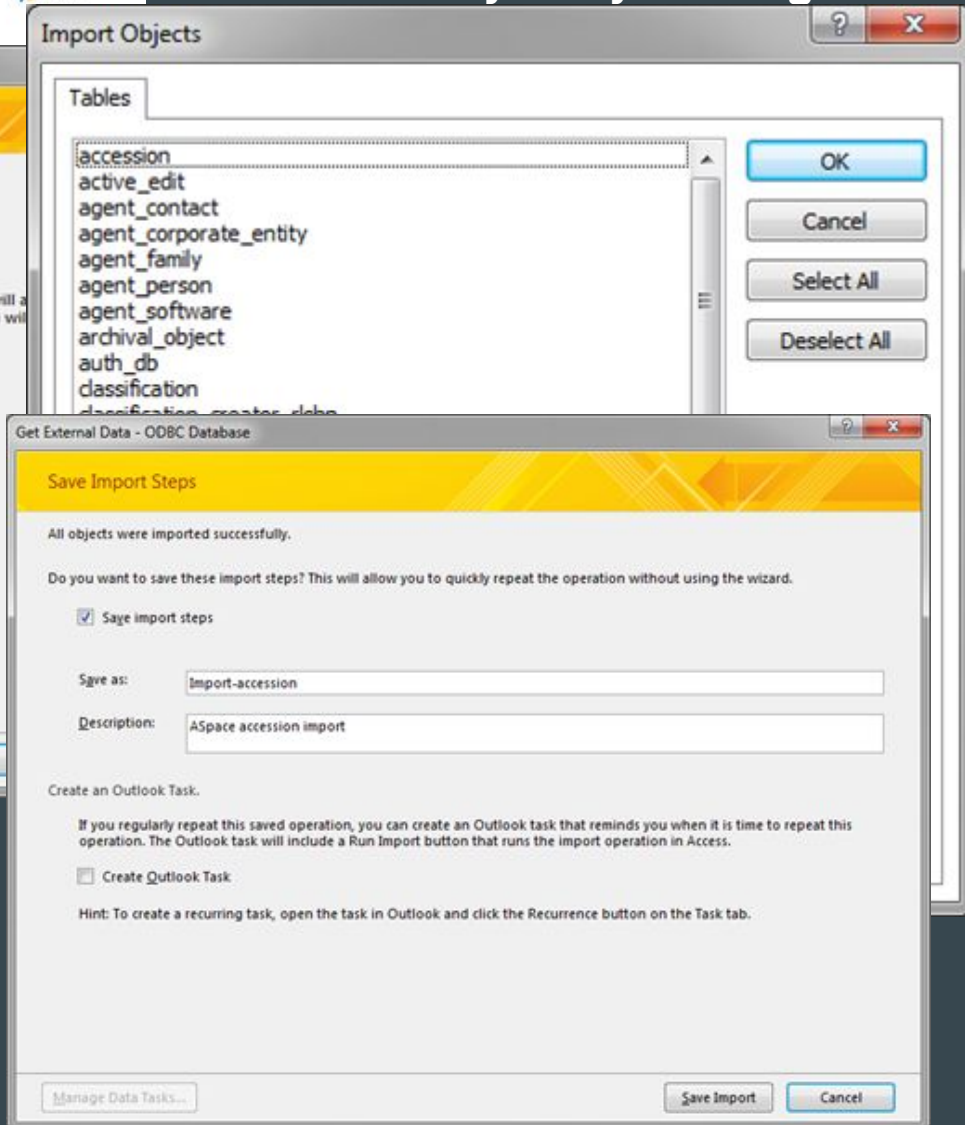 Import Objects
Tables
accession
active_edit
agent_contact
agent_corporate_entity
agent_family
agent_person
agent_software
archival_object
auth_db
classification
OK
Cancel
Select All
Deselect All
Get External Data - ODBC Database
Save Import Steps
All objects were imported successfully.
Do you want to save these import steps? This will allow you to quickly repeat the operation without using the wizard.
Save import steps
Save as: Import-accession
Description: ASpace accession import
Create an Outlook Task.
If you regularly repeat this saved operation, you can create an Outlook task that reminds you when it is time to repeat this
operation. The Outlook task will include a Run Import button that runs the import operation in Access.
Create Outlook Task
Hint: To create a recurring task, open the task in Outlook and click the Recurrence button on the Task tab.
Manage Data Tasks...
Save Import
Cancel